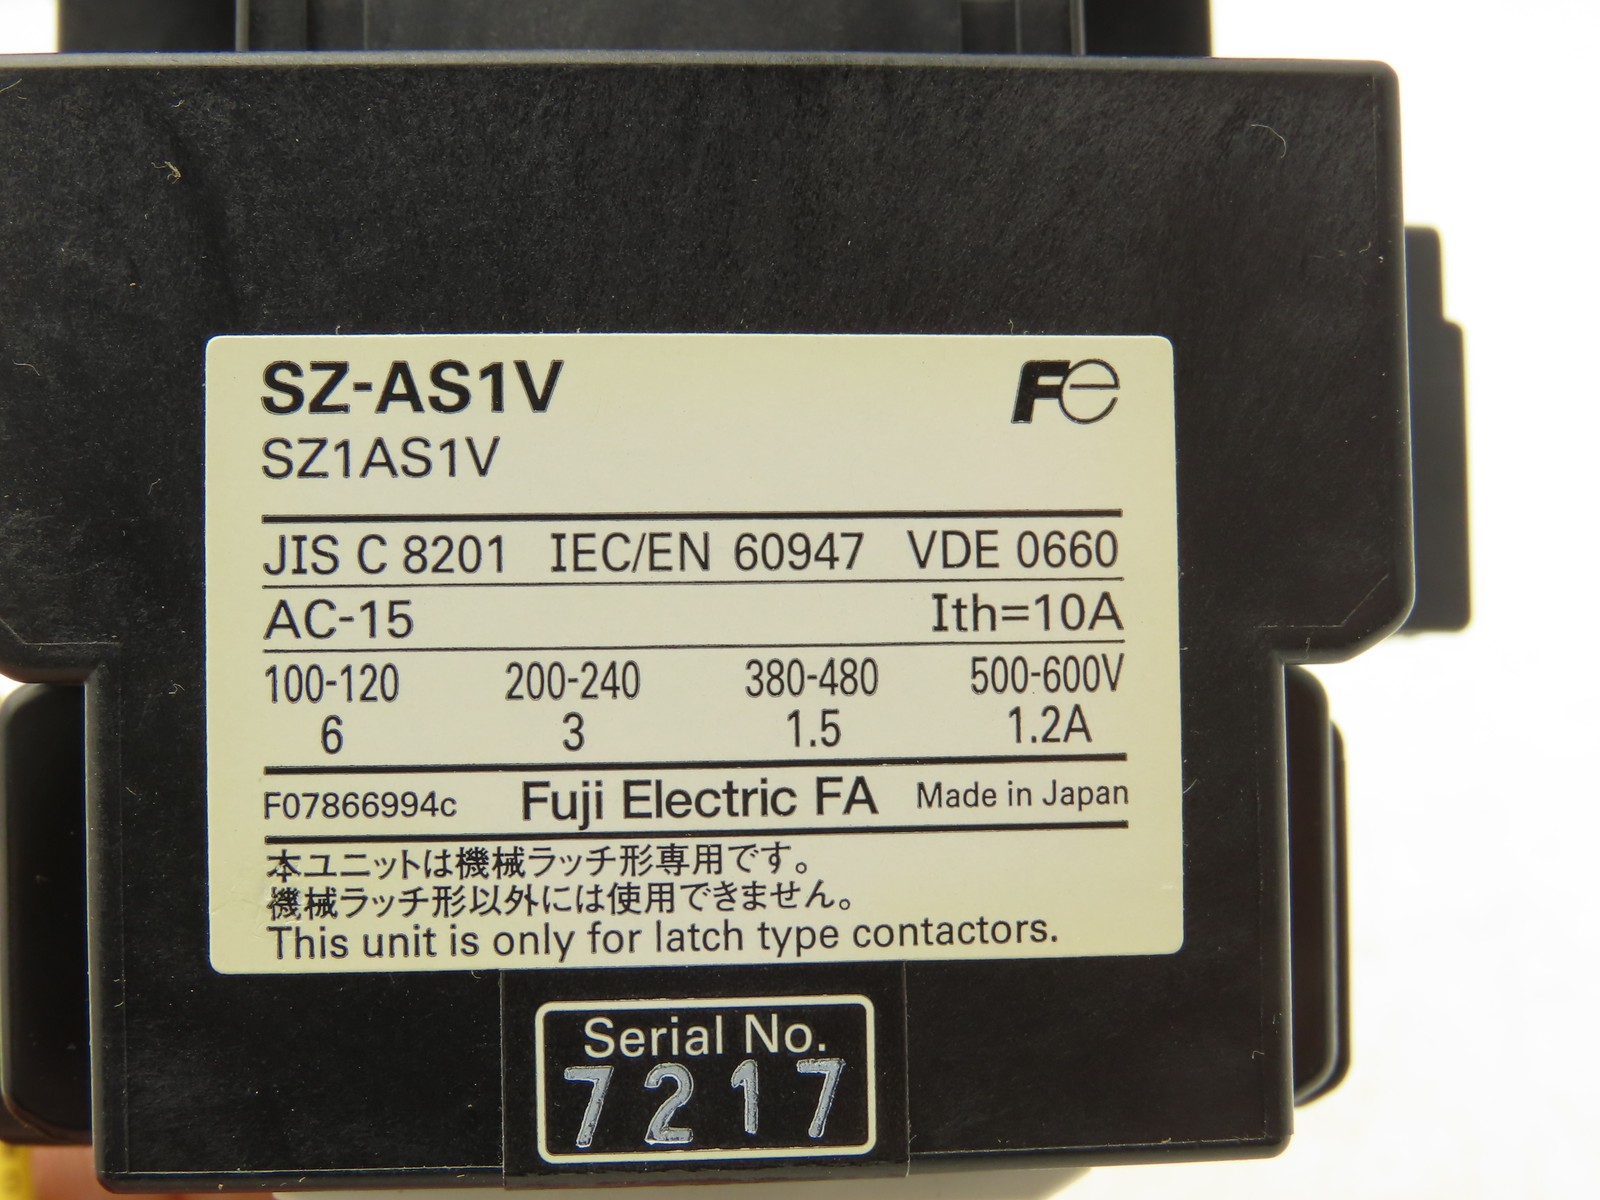 SZ-AS1V Fe
SZ1AS1V
JIS C 8201 IEC/EN 60947 VDE 0660
AC-15 Ith=10A
100-120 200-240 380-480 500-600V
6 3 1.5 1.2A
F07866994c Fuji Electric FA Made in Japan
本ユニットは機械ラッチ形専用です。
機械ラッチ形以外には使用できません。
This unit is only for latch type contactors.
Serial No.
7217